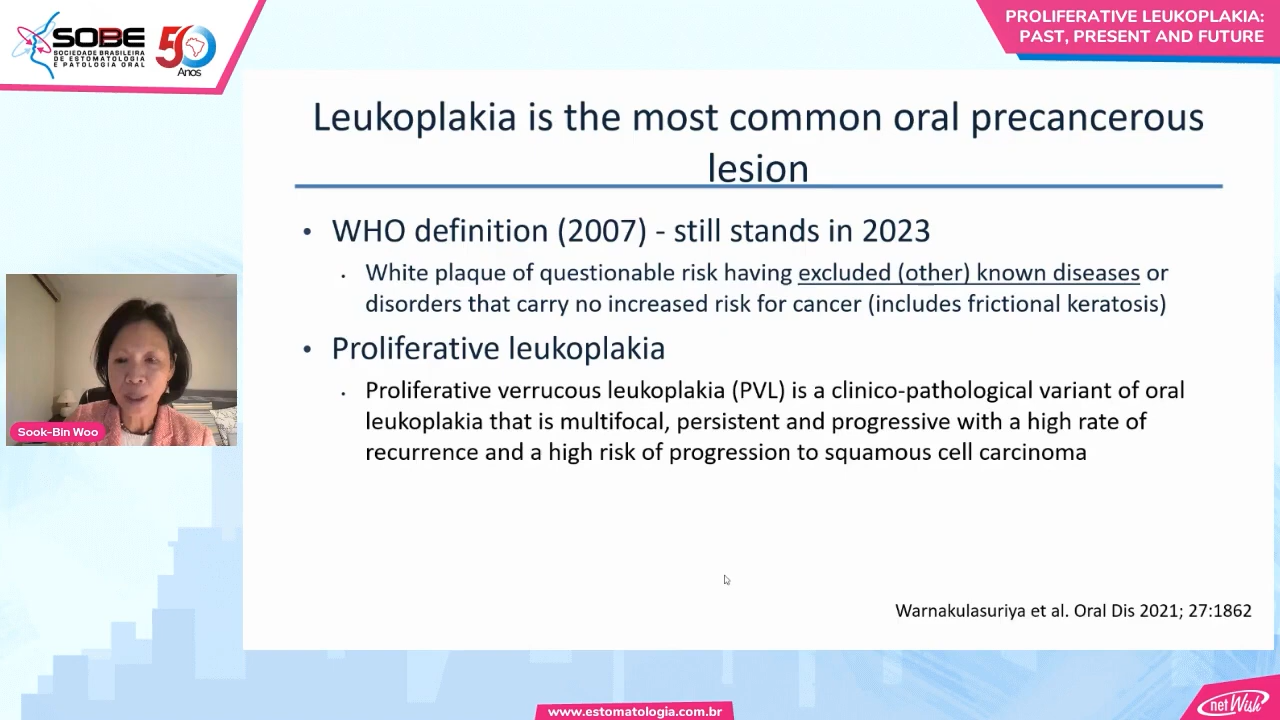 SOBE
SOCIEDADE BRASILEIRA
DE ESTOMATOLOGIA
E PATOLOGIA ORAL
50
Anos
PROLIFERATIVE LEUKOPLAKIA:
PAST, PRESENT AND FUTURE
Leukoplakia is the most common oral precancerous
lesion
• WHO definition (2007) - still stands in 2023
• White plaque of questionable risk having excluded (other) known diseases or
disorders that carry no increased risk for cancer (includes frictional keratosis)
• Proliferative leukoplakia
• Proliferative verrucous leukoplakia (PVL) is a clinico-pathological variant of oral
leukoplakia that is multifocal, persistent and progressive with a high rate of
recurrence and a high risk of progression to squamous cell carcinoma
Sook-Bin Woo
Warnakulasuriya et al. Oral Dis 2021; 27:1862
www.estomatologia.com.br
netWish